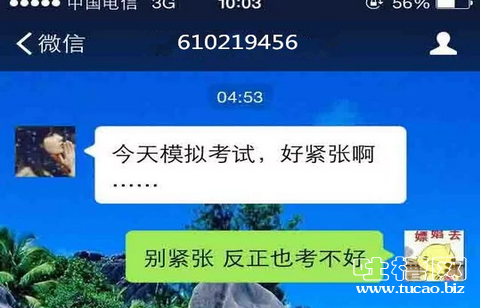 中国电信 3G 10:03 56%
微信 610219456
04:53
今天模拟考试，好紧张啊
……
嫖娼去
别紧张 反正也考不好
吐槽网
www.tucao.biz